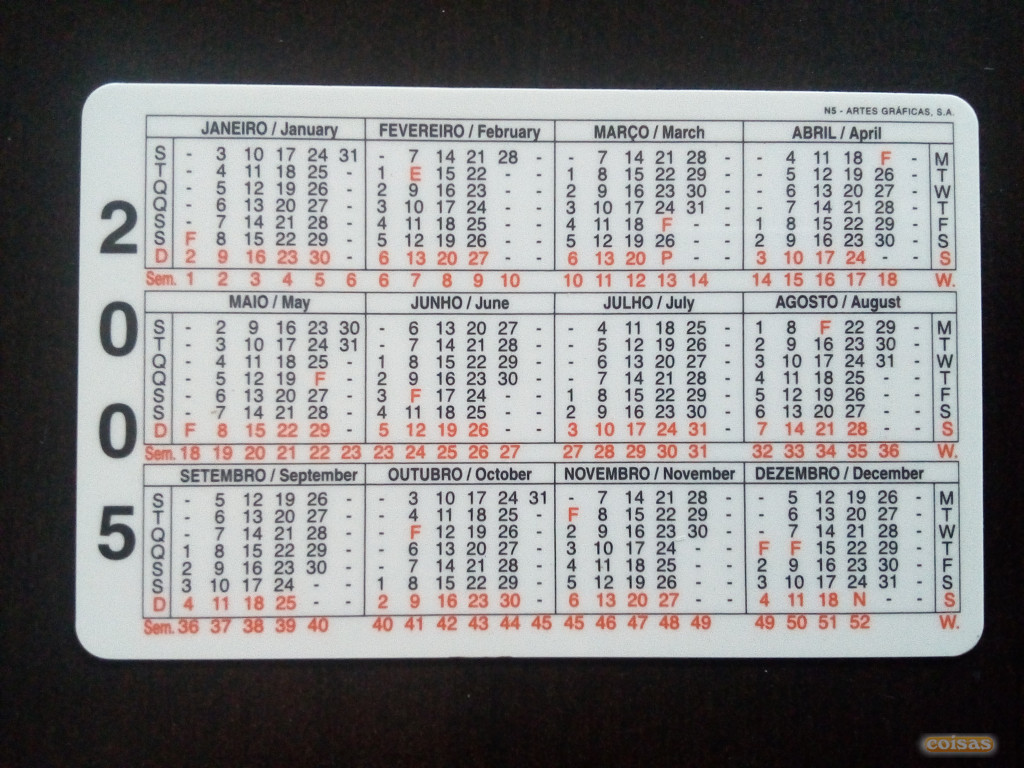 N5 - ARTES GRÁFICAS, S.A.
2005
JANEIRO / January FEVEREIRO / February MARÇO / March ABRIL / April
S - 3 10 17 24 31 - 7 14 21 28 - - 7 14 21 28 - - 4 11 18 F - M
T - 4 11 18 25 - 1 E 15 22 - - 1 8 15 22 29 - - 5 12 19 26 - T
Q - 5 12 19 26 - 2 9 16 23 - - 2 9 16 23 30 - - 6 13 20 27 - W
Q - 6 13 20 27 - 3 10 17 24 - - 3 10 17 24 31 - - 7 14 21 28 - T
S - 7 14 21 28 - 4 11 18 25 - - 4 11 18 F - - 1 8 15 22 29 - F
S F 8 15 22 29 - 5 12 19 26 - - 5 12 19 26 - - 2 9 16 23 30 - S
D 2 9 16 23 30 - 6 13 20 27 - - 6 13 20 P - - 3 10 17 24 - - S
Sem. 1 2 3 4 5 6 6 7 8 9 10 10 11 12 13 14 14 15 16 17 18 W.
MAIO / May JUNHO / June JULHO / July AGOSTO / August
S - 2 9 16 23 30 - 6 13 20 27 - - 4 11 18 25 - 1 8 F 22 29 - M
T - 3 10 17 24 31 - 7 14 21 28 - - 5 12 19 26 - 2 9 16 23 30 - T
Q - 4 11 18 25 - 1 8 15 22 29 - - 6 13 20 27 - 3 10 17 24 31 - W
Q - 5 12 19 F - 2 9 16 23 30 - - 7 14 21 28 - 4 11 18 25 - - T
S - 6 13 20 27 - 3 F 17 24 - - 1 8 15 22 29 - 5 12 19 26 - - F
S - 7 14 21 28 - 4 11 18 25 - - 2 9 16 23 30 - 6 13 20 27 - - S
D F 8 15 22 29 - 5 12 19 26 - - 3 10 17 24 31 - 7 14 21 28 - - S
Sem. 18 19 20 21 22 23 23 24 25 26 27 27 28 29 30 31 32 33 34 35 36 W.
SETEMBRO / September OUTUBRO / October NOVEMBRO / November DEZEMBRO / December
S - 5 12 19 26 - - 3 10 17 24 31 - 7 14 21 28 - - 5 12 19 26 - M
T - 6 13 20 27 - - 4 11 18 25 - F 8 15 22 29 - - 6 13 20 27 - T
Q - 7 14 21 28 - - F 12 19 26 - 2 9 16 23 30 - - 7 14 21 28 - W
Q 1 8 15 22 29 - - 6 13 20 27 - 3 10 17 24 - - F F 15 22 29 - T
S 2 9 16 23 30 - - 7 14 21 28 - 4 11 18 25 - - 2 9 16 23 30 - F
S 3 10 17 24 - - 1 8 15 22 29 - 5 12 19 26 - - 3 10 17 24 31 - S
D 4 11 18 25 - - 2 9 16 23 30 - 6 13 20 27 - - 4 11 18 N - - S
Sem. 36 37 38 39 40 40 41 42 43 44 45 45 46 47 48 49 49 50 51 52 W.
coisas